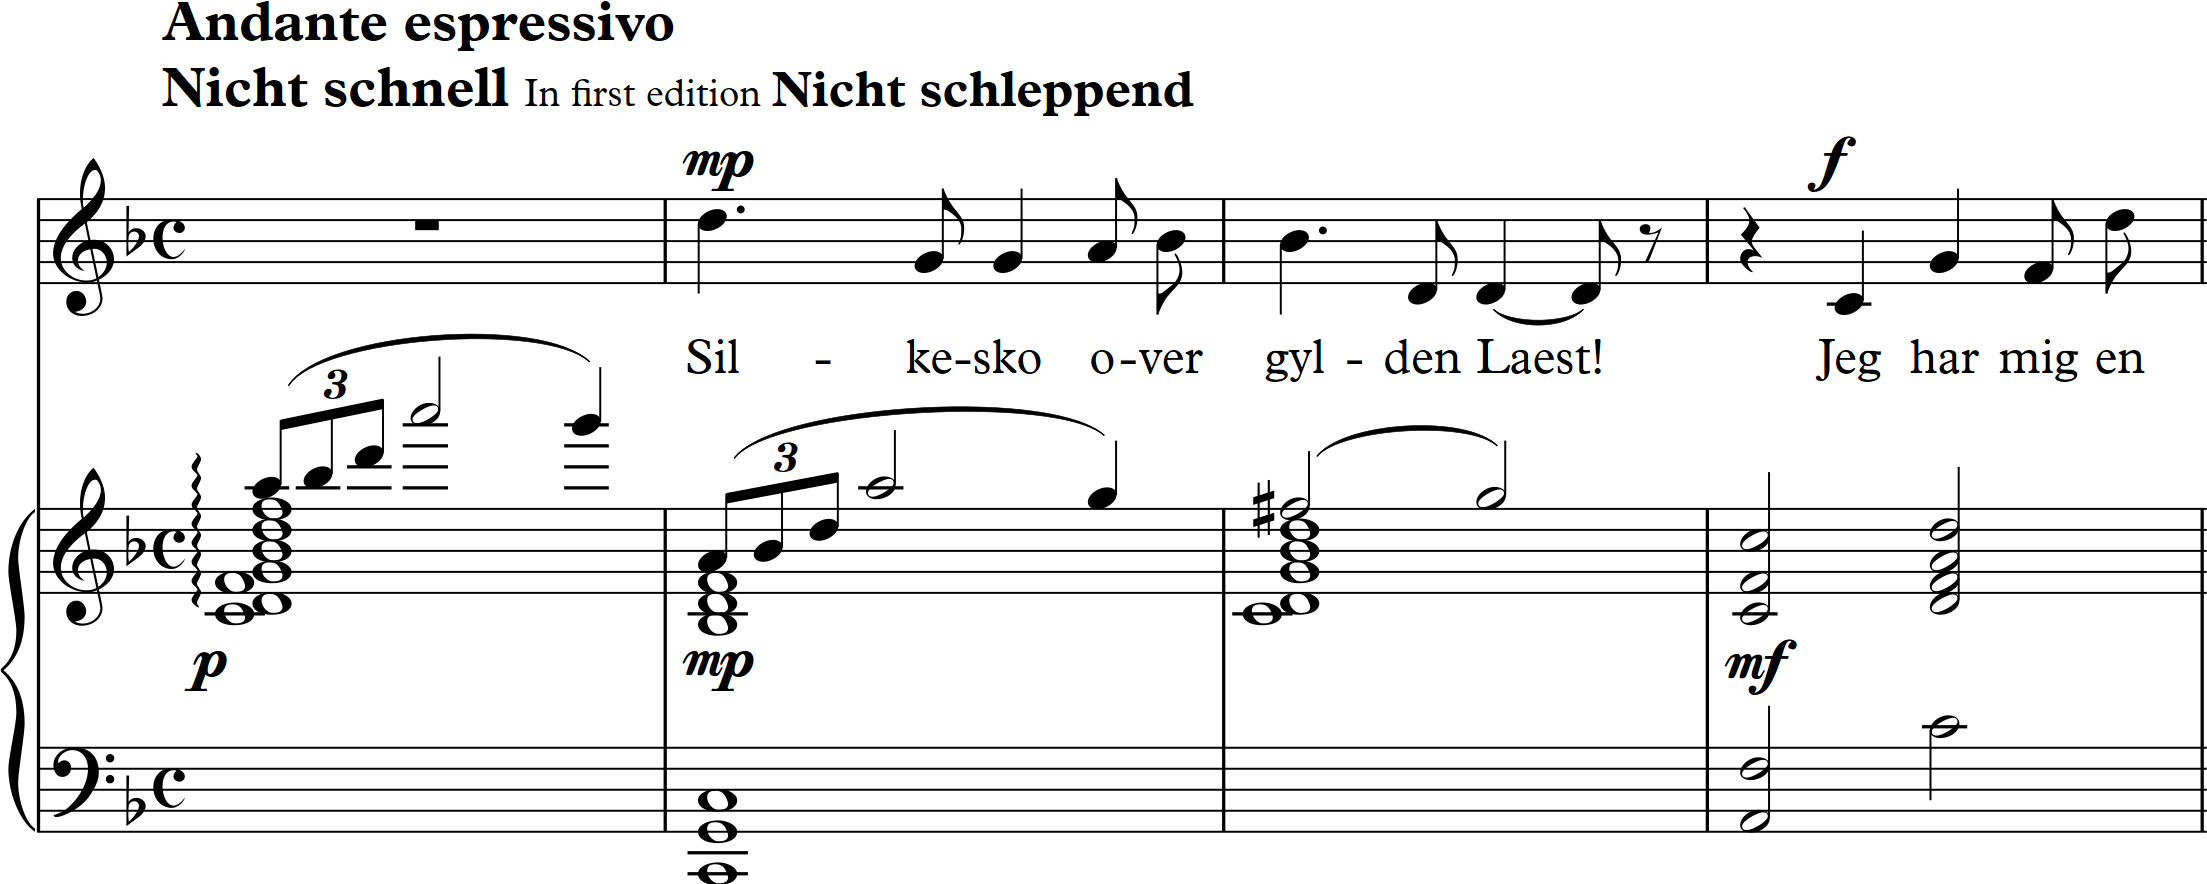 Andante espressivo
Nicht schnell In first edition Nicht schleppend
mp
f
Sil - ke-sko o-ver gyl - den Laest! Jeg har mig en
3
3
p
mp
mf